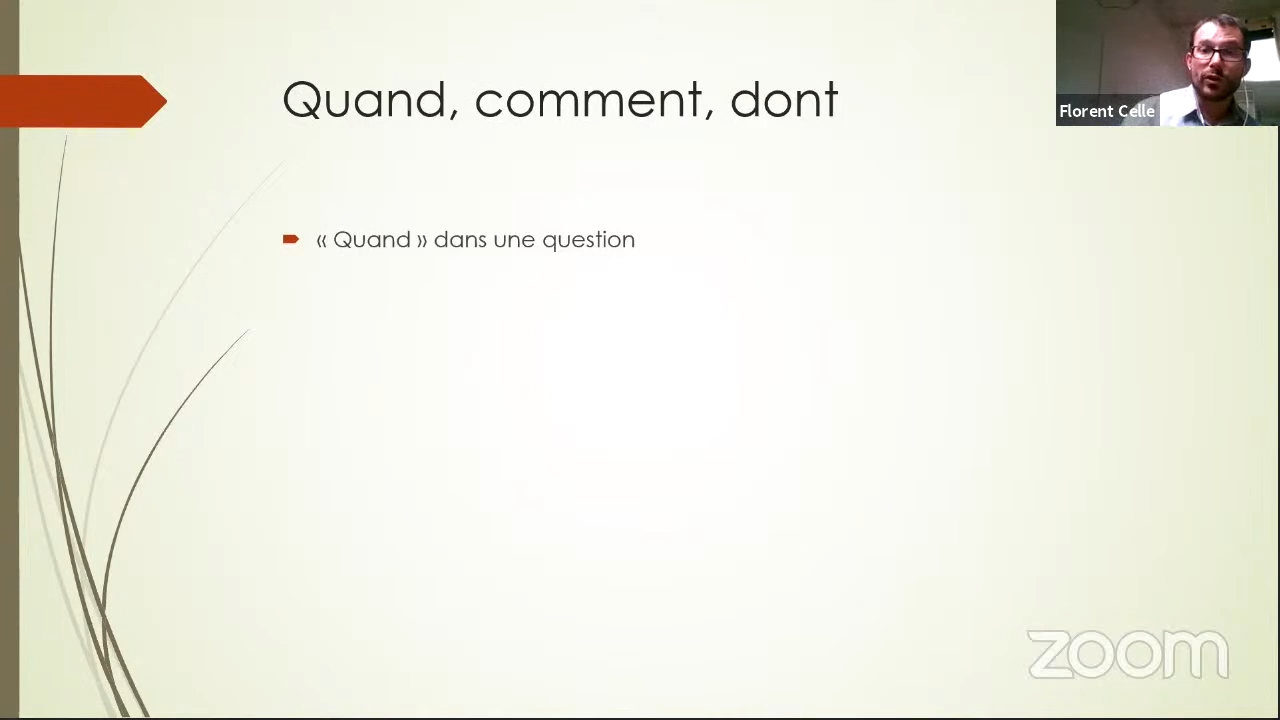 Quand, comment, dont
Florent Celle
« Quand » dans une question
zoom